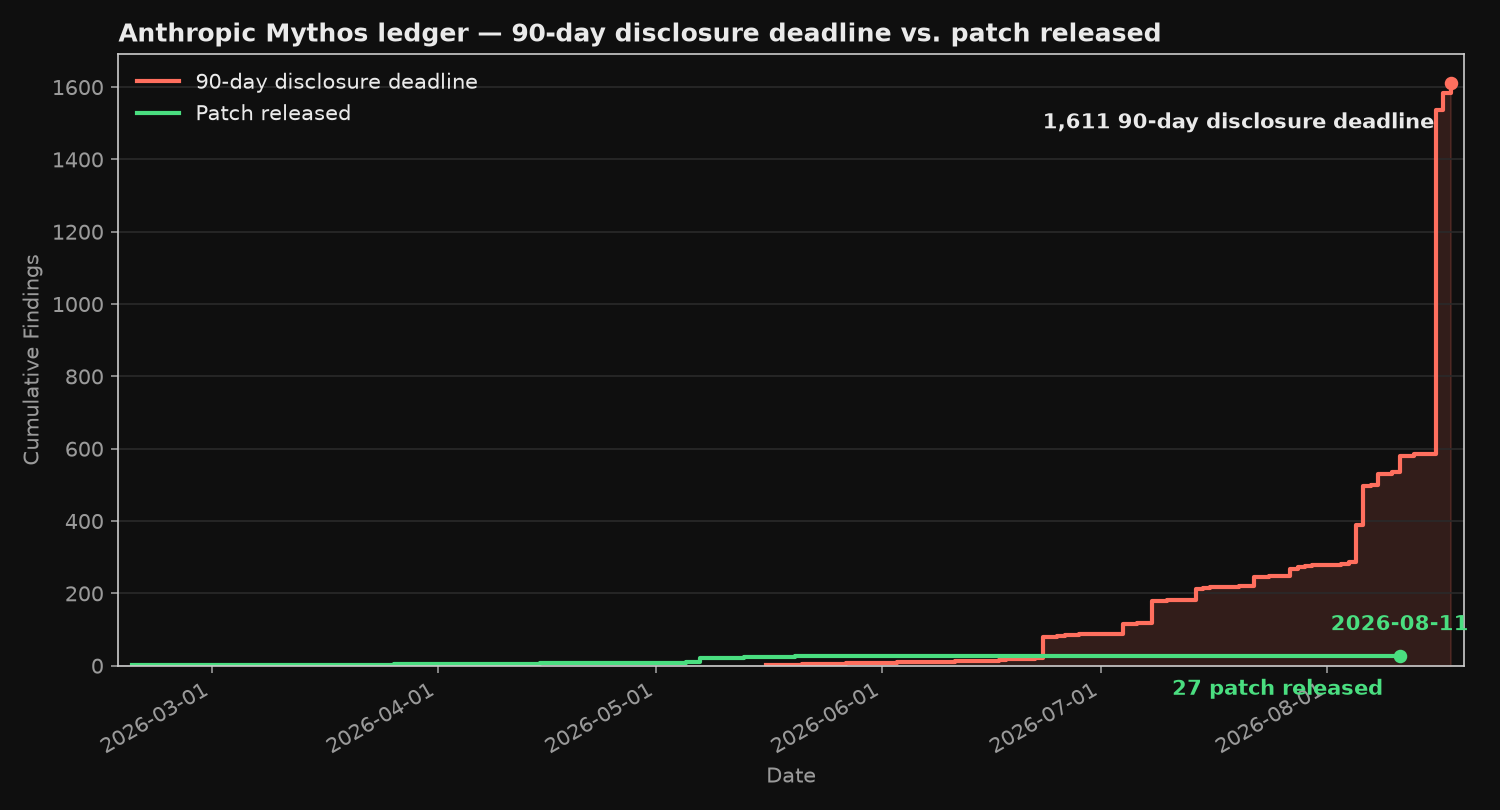 Anthropic Mythos ledger — 90-day disclosure deadline vs. patch released
90-day disclosure deadline
Patch released
1,611 90-day disclosure deadline
2026-08-11
27 patch released
Cumulative Findings
1600
1400
1200
1000
800
600
400
200
0
2026-03-01
2026-04-01
2026-05-01
2026-06-01
2026-07-01
2026-08-01
Date